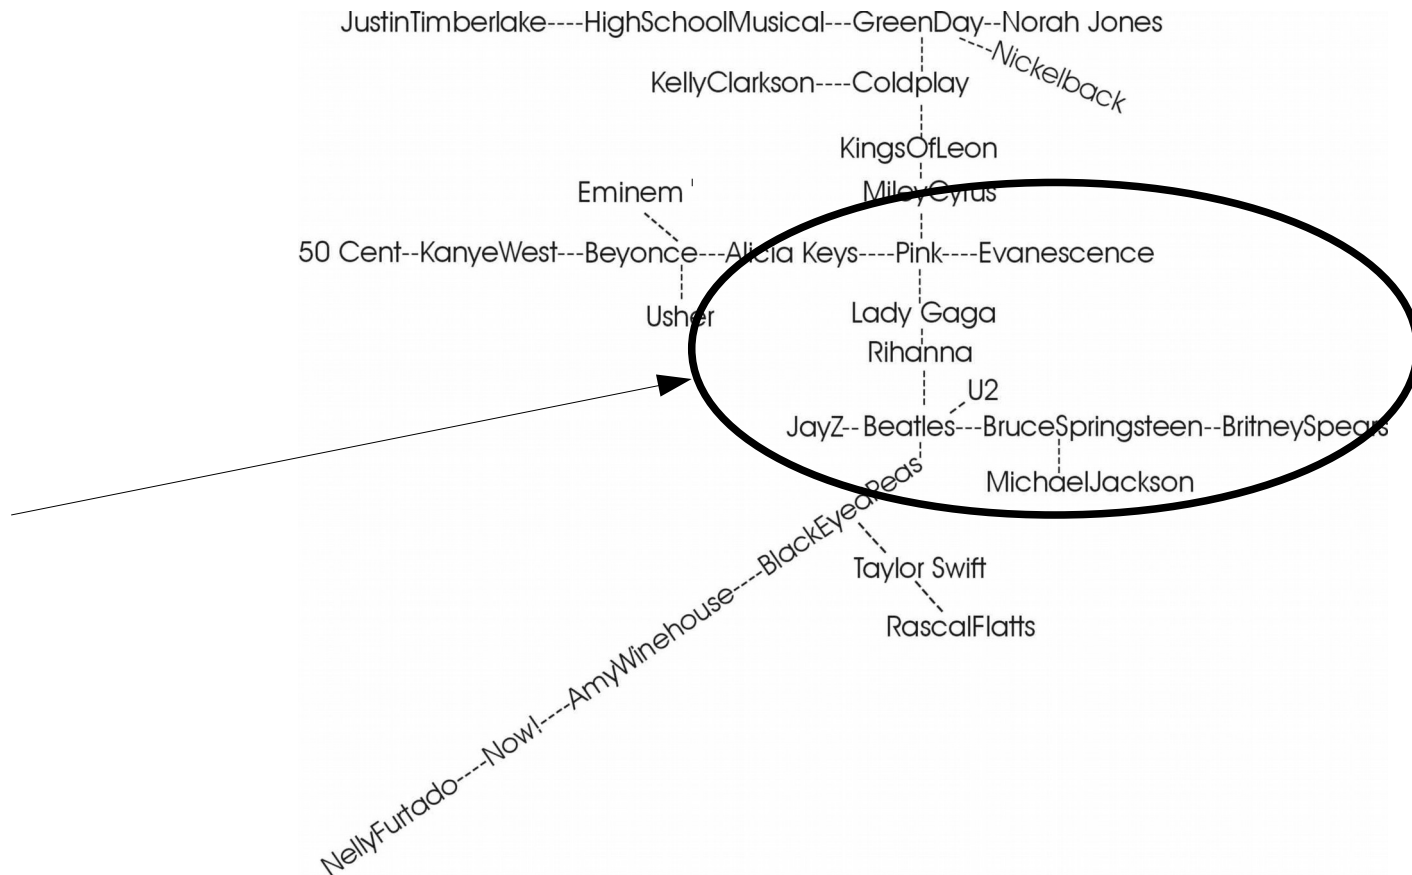 JustinTimberlake----HighSchoolMusical---GreenDay--Norah Jones
Nickelback
KellyClarkson----Coldplay
KingsOfLeon
Eminem '
MileyCyrus
50 Cent--KanyeWest---Beyonce---Alicia Keys----Pink----Evanescence
Usher
Lady Gaga
Rihanna
U2
JayZ--Beatles---BruceSpringsteen--BritneySpears
MichaelJackson
BlackEyedPeas
Taylor Swift
RascalFlatts
AmyWinehouse
Now!
NellyFurtado